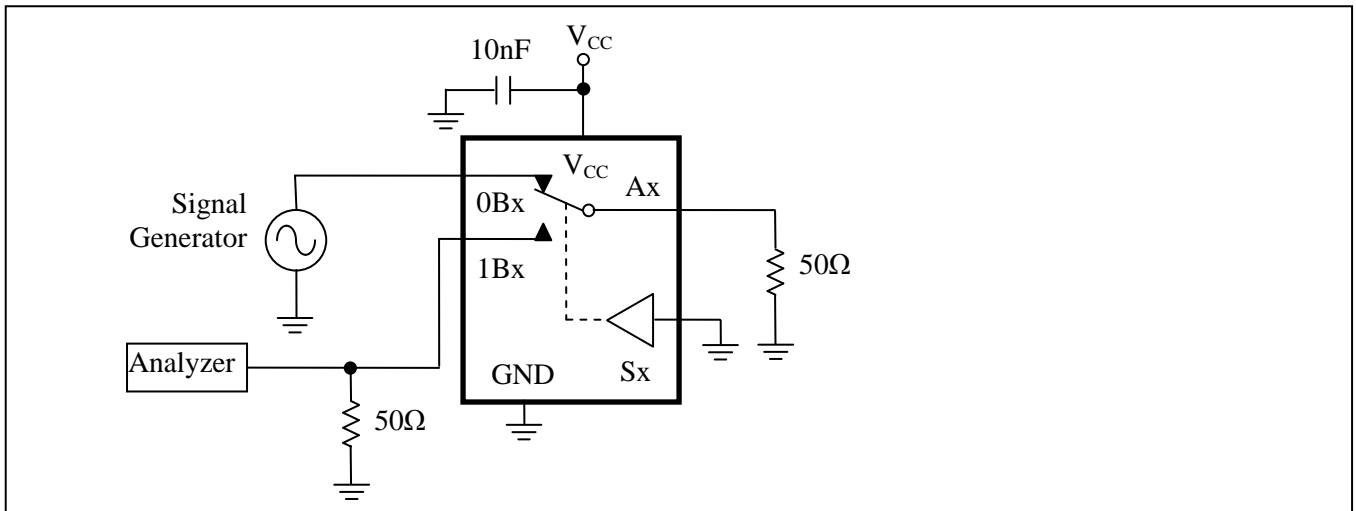 V_CC
10nF
V_CC
Ax
0Bx
Signal
Generator
1Bx
50Ω
Analyzer
GND
Sx
50Ω